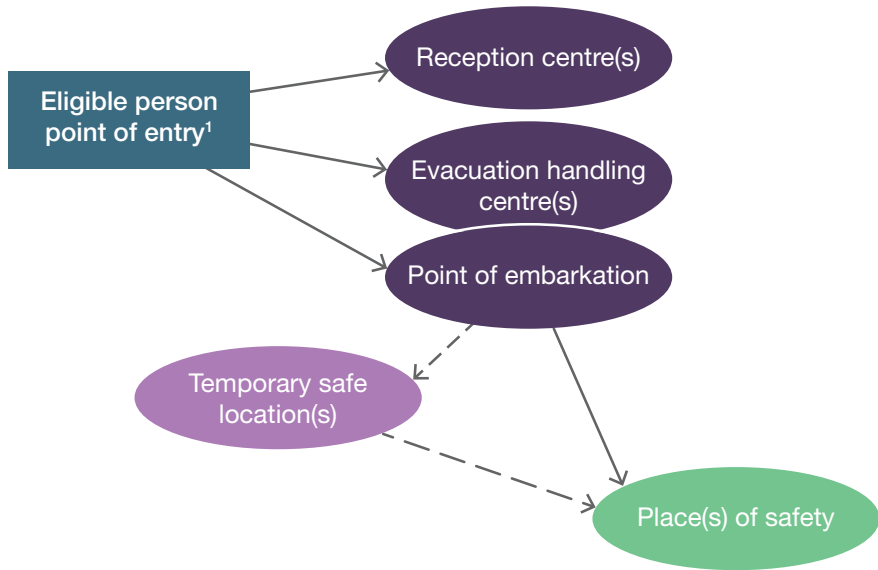 Reception centre(s)
Eligible person
point of entry¹
Evacuation handling
centre(s)
Point of embarkation
Temporary safe
location(s)
Place(s) of safety